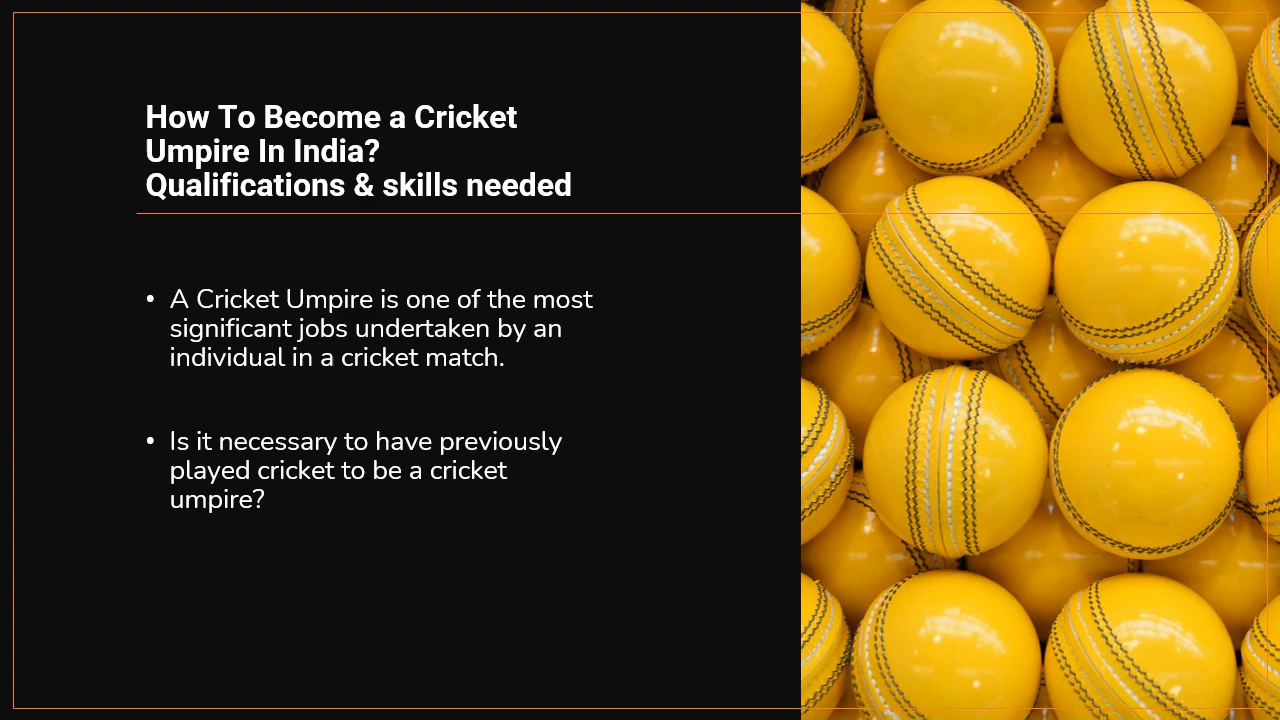 How To Become a Cricket
Umpire In India?
Qualifications & skills needed
• A Cricket Umpire is one of the most
significant jobs undertaken by an
individual in a cricket match.
• Is it necessary to have previously
played cricket to be a cricket
umpire?